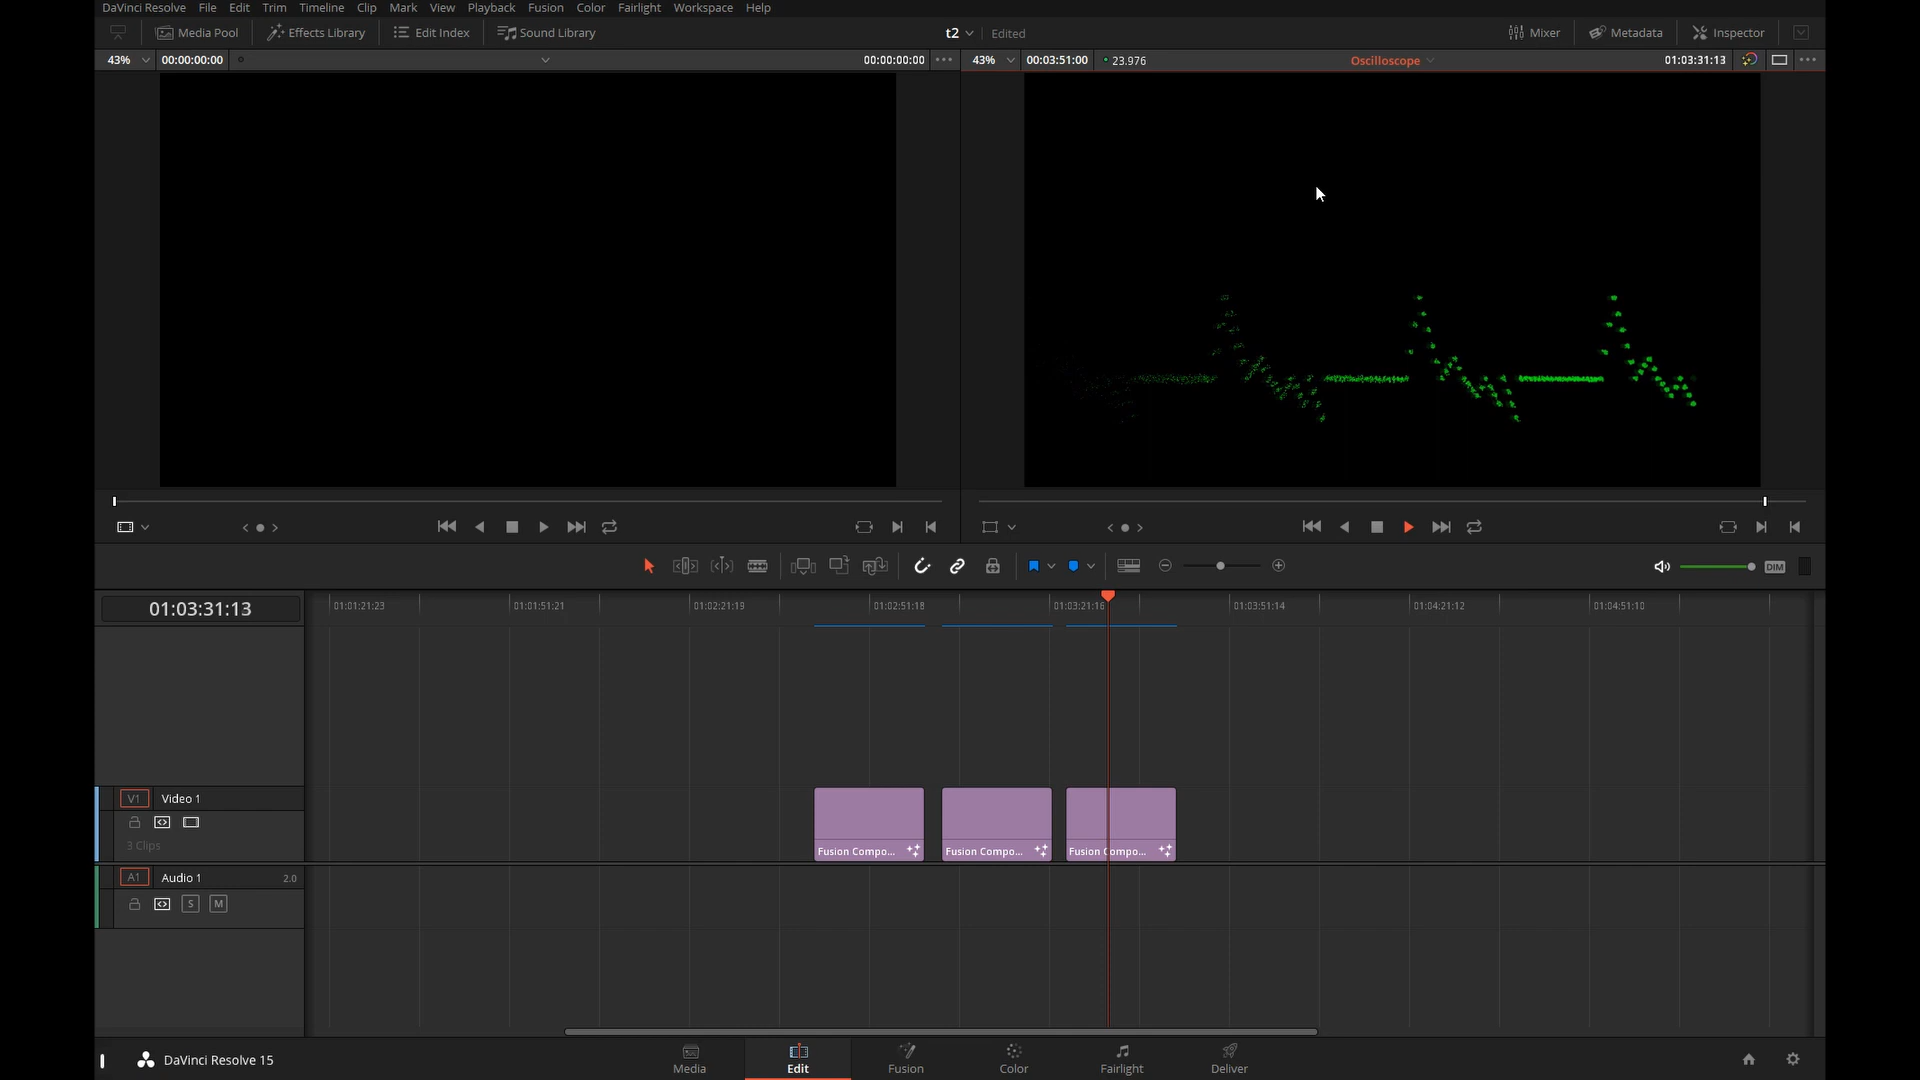 DaVinci Resolve File Edit Trim Timeline Clip Mark View Playback Fusion Color Fairlight Workspace Help
Media Pool Effects Library Edit Index Sound Library t2 Edited Mixer Metadata Inspector
43% 00:00:00:00 00:00:00:00 43% 00:03:51:00 23.976 Oscilloscope 01:03:31:13
DIM
01:03:31:13 01:01:21:23 01:01:51:21 01:02:21:19 01:02:51:18 01:03:21:16 01:03:51:14 01:04:21:12 01:04:51:10
V1 Video 1
3 Clips
Fusion Compo... Fusion Compo... Fusion Compo...
A1 Audio 1 2.0
S M
DaVinci Resolve 15 Media Edit Fusion Color Fairlight Deliver